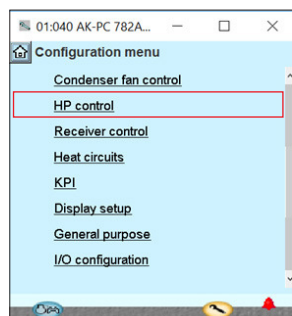 01:040 AK-PC 782A...
Configuration menu
Condenser fan control
HP control
Receiver control
Heat circuits
KPI
Display setup
General purpose
I/O configuration